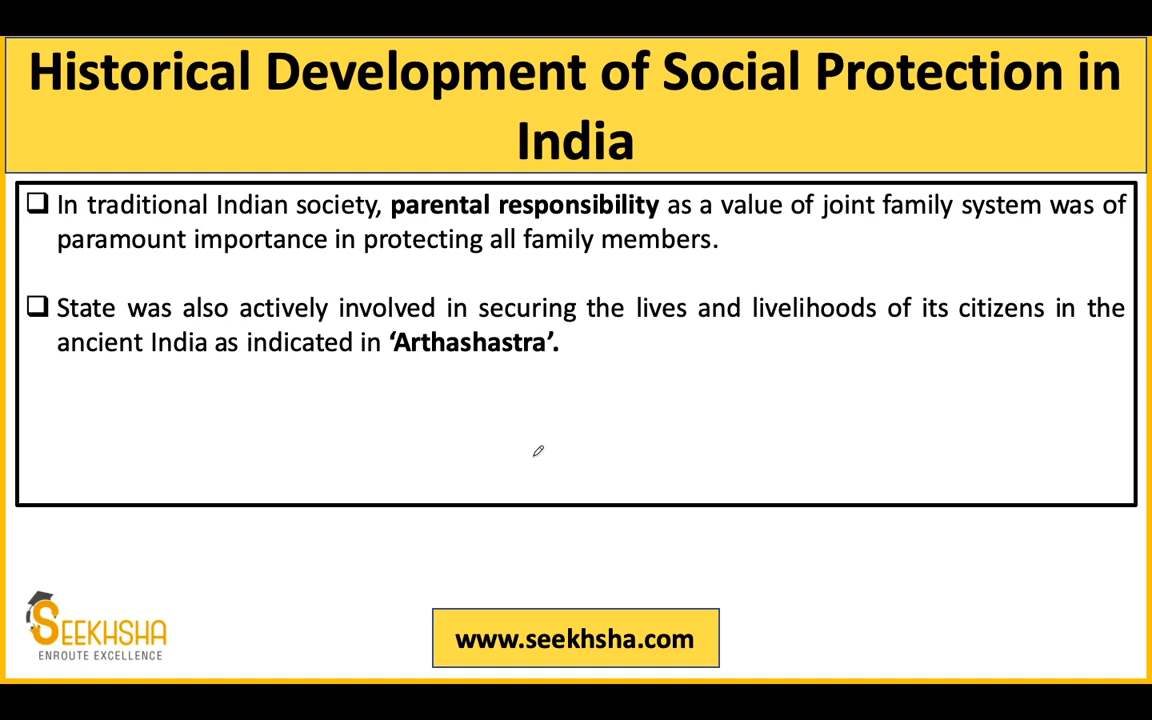 Historical Development of Social Protection in
India
❑ In traditional Indian society, parental responsibility as a value of joint family system was of
paramount importance in protecting all family members.
❑ State was also actively involved in securing the lives and livelihoods of its citizens in the
ancient India as indicated in ‘Arthashastra’.
SEEKHSHA
ENROUTE EXCELLENCE
www.seekhsha.com